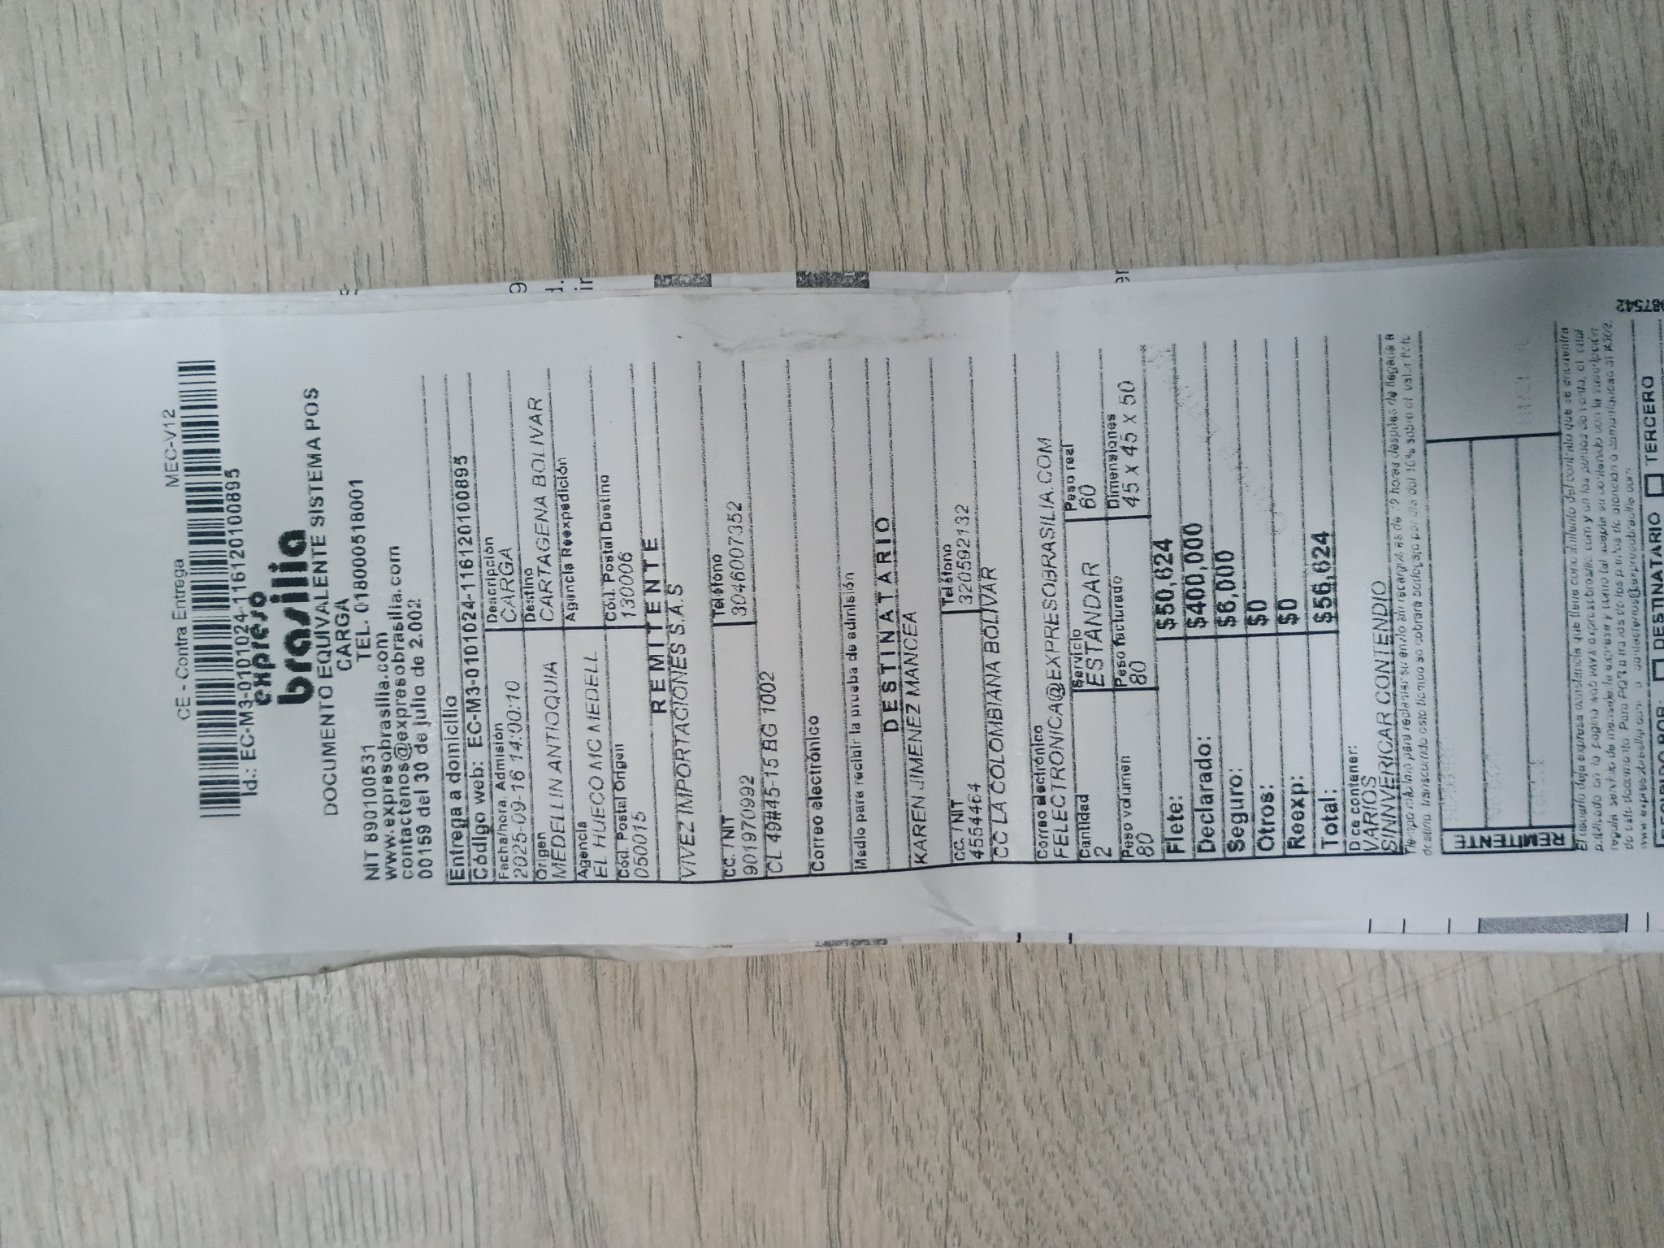 CE - Contra Entrega MEC-V12
Id.: EC-M3-0101024-116120100895
expreso
brasilia
DOCUMENTO EQUIVALENTE SISTEMA POS
CARGA
NIT 890100531 TEL. 018000518001
www.expresobrasilia.com
contactenos@expresobrasilia.com
00159 del 30 de julio de 2.002
Entrega a domicilio
Código web: EC-M3-0101024-116120100895
Fecha/hora. Admisión Descripción
2025-09-16 14:00:10 CARGA
Origen Destino
MEDELLIN ANTIOQUIA CARTAGENA BOLIVAR
Agencia Agencia Reexpedición
EL HUECO MC MEDELL
Cód. Postal Origen Cód. Postal Destino
050015 130006
REMITENTE
VIVEZ IMPORTACIONES S.A.S
CC. / NIT Teléfono
901970992 3046007352
CL 49#45-15 BG 1002
Correo electrónico
Medio para recibir la prueba de admisión
DESTINATARIO
KAREN JIMENEZ MANCEA
CC. / NIT Teléfono
4554464 3205592132
CC LA COLOMBIANA BOLIVAR
Correo electrónico
FELECTRONICA@EXPRESOBRASILIA.COM
Cantidad Servicio Peso real
2 ESTANDAR 60
Peso volumen Peso facturado Dimensiones
80 80 45 x 45 x 50
Flete: $50,624
Declarado: $400,000
Seguro: $6,000
Otros: $0
Reexp: $0
Total: $56,624
Dice contener:
VARIOS
SINNVERICAR CONTENDIO
REMITENTE
DESTINATARIO TERCERO
87542